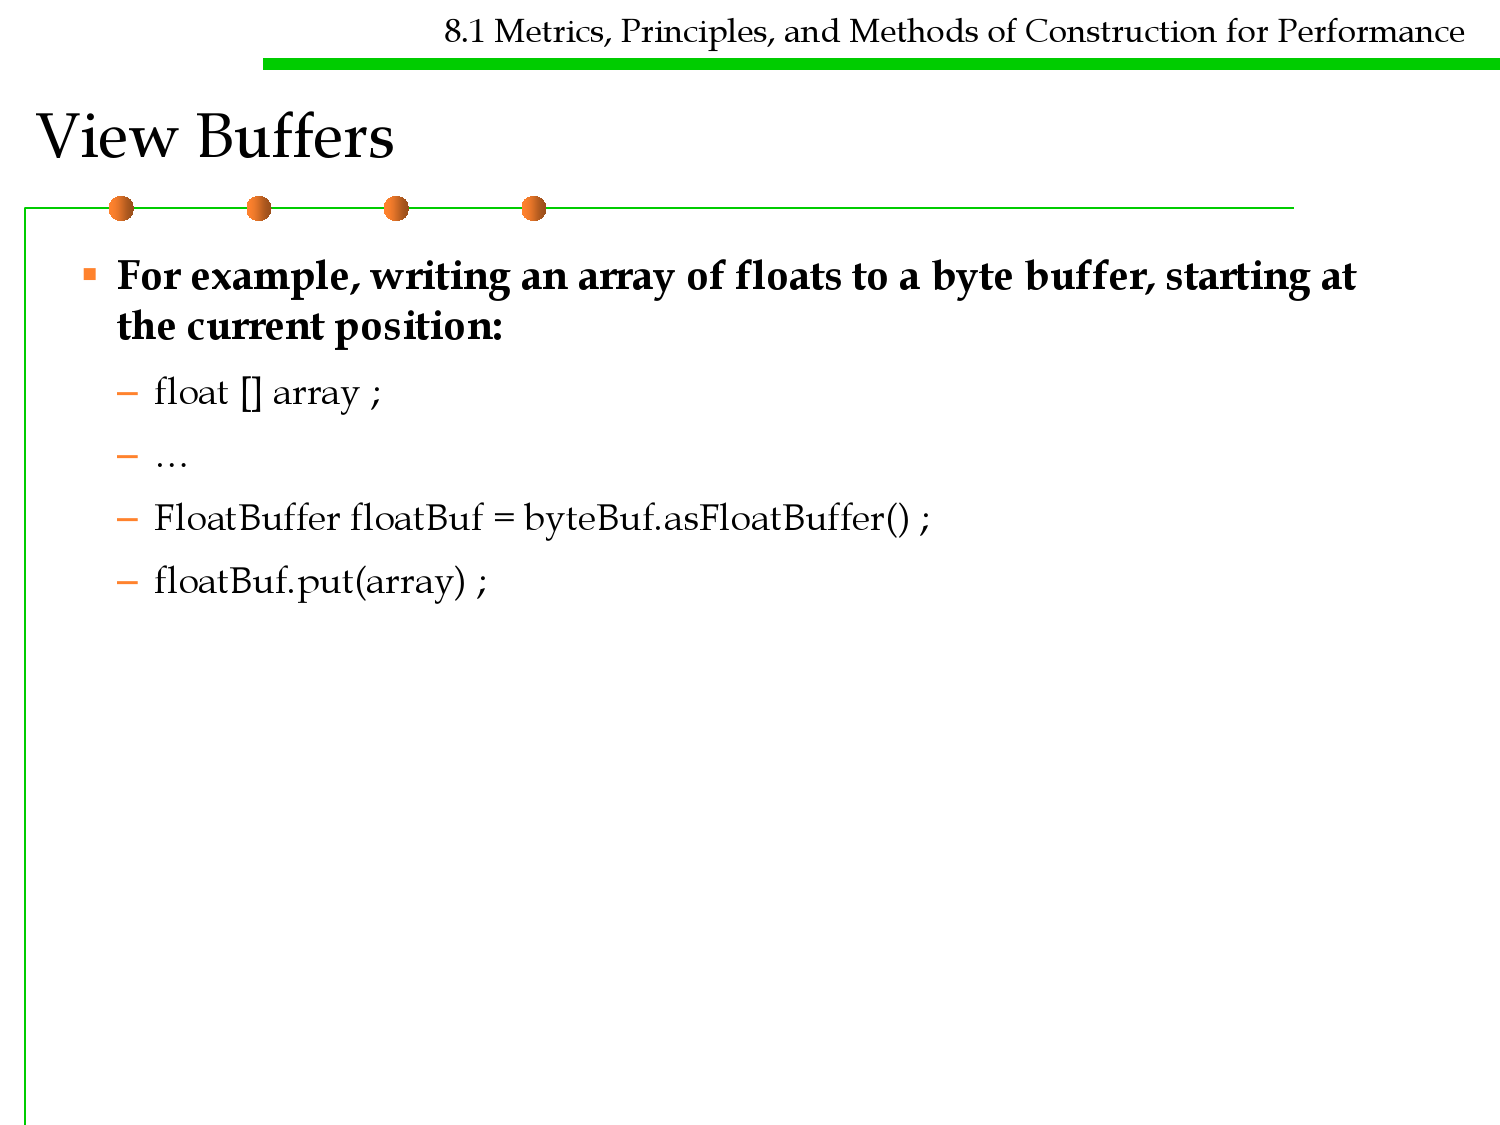 8.1 Metrics, Principles, and Methods of Construction for Performance
View Buffers
▪ For example, writing an array of floats to a byte buffer, starting at
the current position:
– float [] array ;
– …
– FloatBuffer floatBuf = byteBuf.asFloatBuffer() ;
– floatBuf.put(array) ;